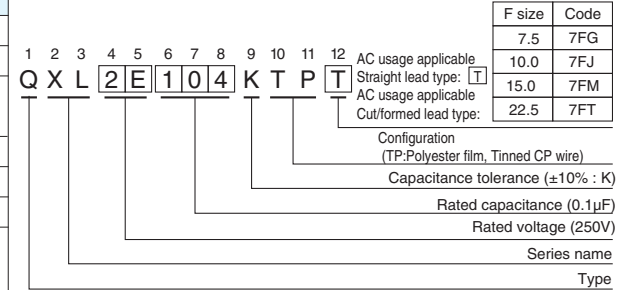 F size Code
7.5 7FG
10.0 7FJ
15.0 7FM
22.5 7FT
1 2 3 4 5 6 7 8 9 10 11 12
Q X L 2 E 1 0 4 K T P T
AC usage applicable
Straight lead type: T
AC usage applicable
Cut/formed lead type:
Configuration
(TP:Polyester film, Tinned CP wire)
Capacitance tolerance (±10% : K)
Rated capacitance (0.1µF)
Rated voltage (250V)
Series name
Type